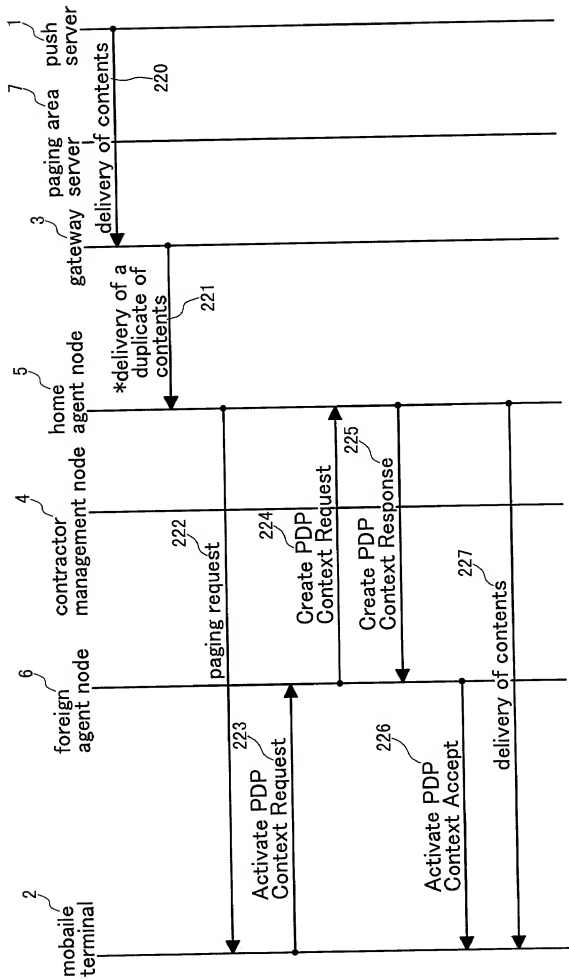 2
mobaile
terminal
6
foreign
agent node
4
contractor
management node
5
home
agent node
3
gateway
7
paging area
server
1
push
server
delivery of contents
220
*delivery of a
duplicate of
contents
221
222
paging request
223
Activate PDP
Context Request
224
Create PDP
Context Request
225
Create PDP
Context Response
226
Activate PDP
Context Accept
227
delivery of contents